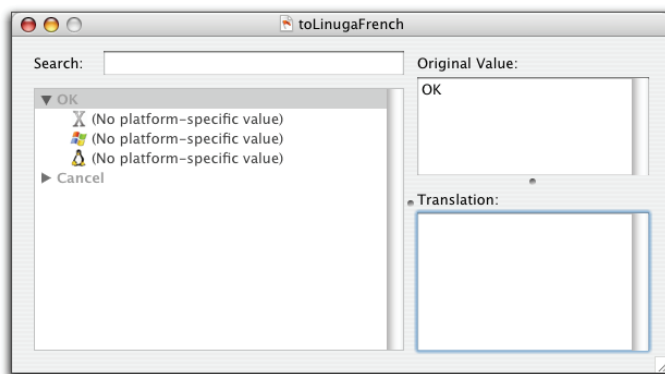 toLinugaFrench
Search:
OK
(No platform-specific value)
(No platform-specific value)
(No platform-specific value)
Cancel
Original Value:
OK
Translation: